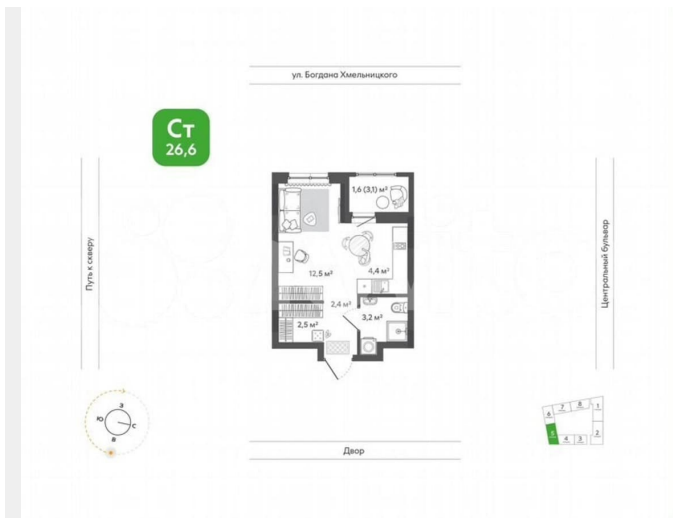 ул. Богдана Хмельницкого
Ст
26,6
1,6 (3,1) м²
Путь к скверу
Центральный бульвар
12,5 м²
4,4 м²
2,4 м²
2,5 м²
3,2 м²
З
Ю
С
В
Двор
6
7
8
1
5
4
3
2